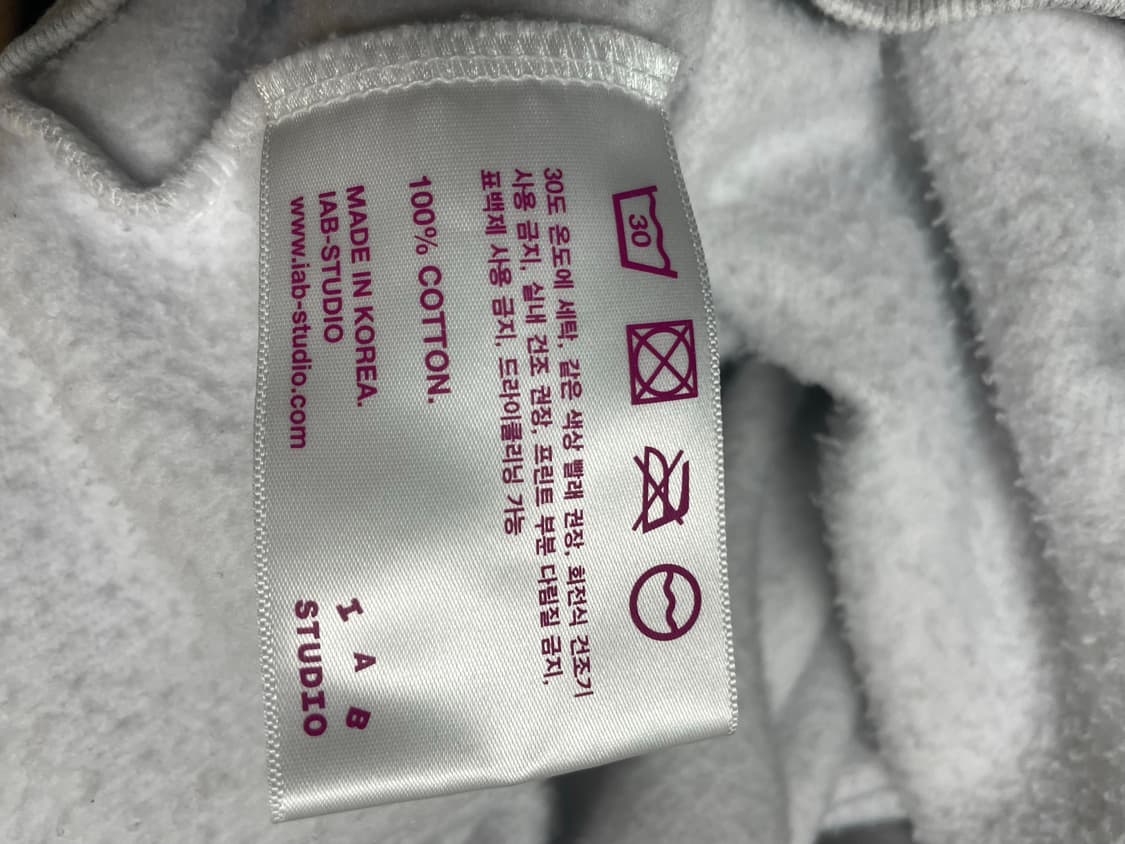 30
30도 온도에 세탁, 같은 색상 빨래 권장, 회전식 건조기
사용 금지, 실내 건조 권장, 프린트 부분 다림질 금지,
표백제 사용 금지, 드라이클리닝 가능
100% COTTON.
MADE IN KOREA.
IAB-STUDIO
www.iab-studio.com
I A B
STUDIO